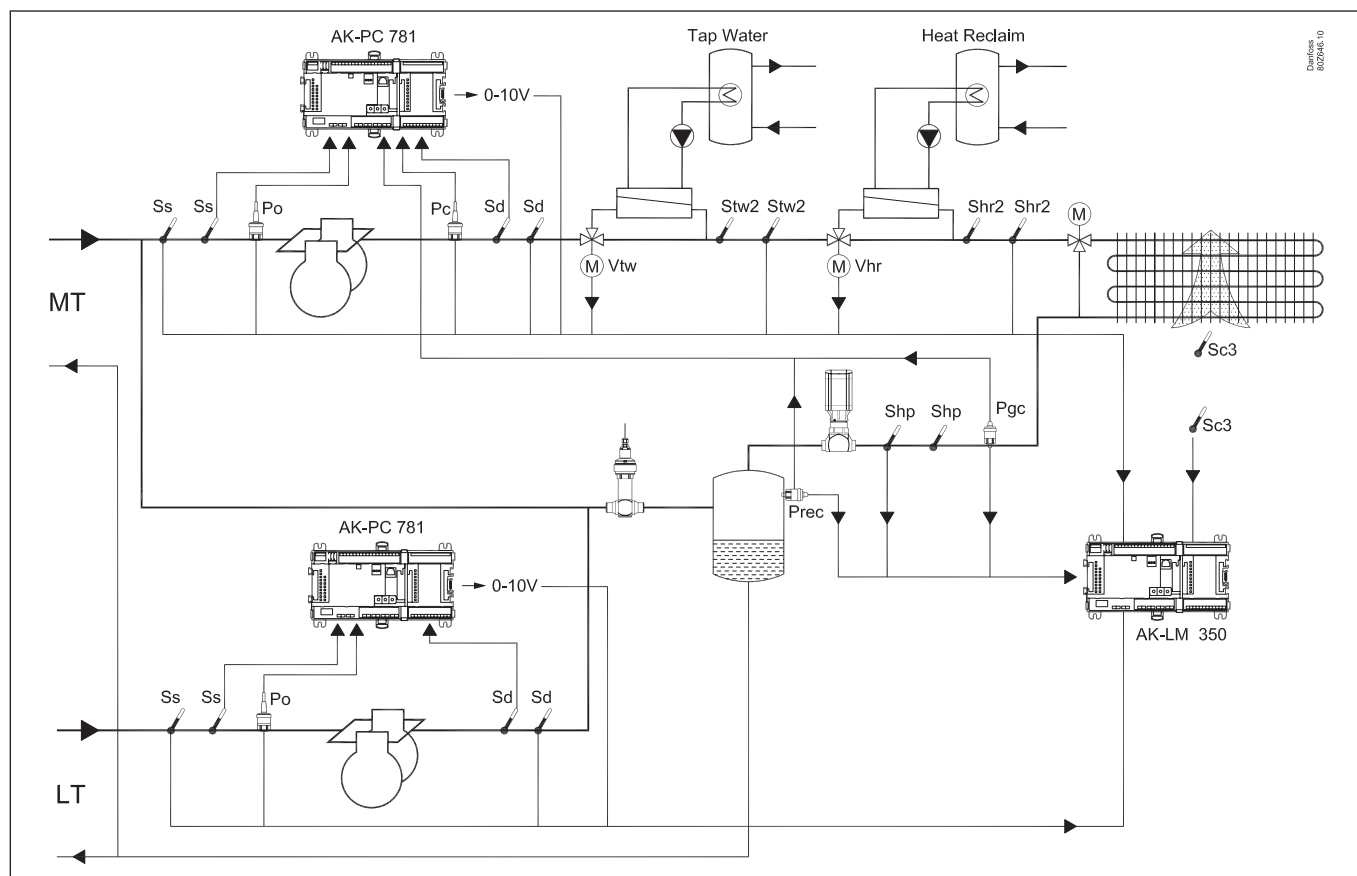 AK-PC 781
Tap Water
Heat Reclaim
Danfoss
80Z646.10
0-10V
Ss
Ss
Po
Pc
Sd
Sd
Stw2
Stw2
Shr2
Shr2
M
M
Vtw
M
Vhr
MT
Sc3
Shp
Shp
Pgc
Sc3
Prec
AK-PC 781
0-10V
AK-LM 350
Ss
Ss
Po
Sd
Sd
LT